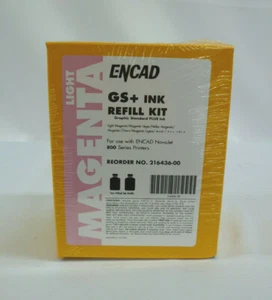 LIGHT
MAGENTA
ENCAD
GS+ INK
REFILL KIT
Graphic Standard PLUS Ink
For use with ENCAD NovaJet
800 Series Printers
REORDER NO. 216436-00